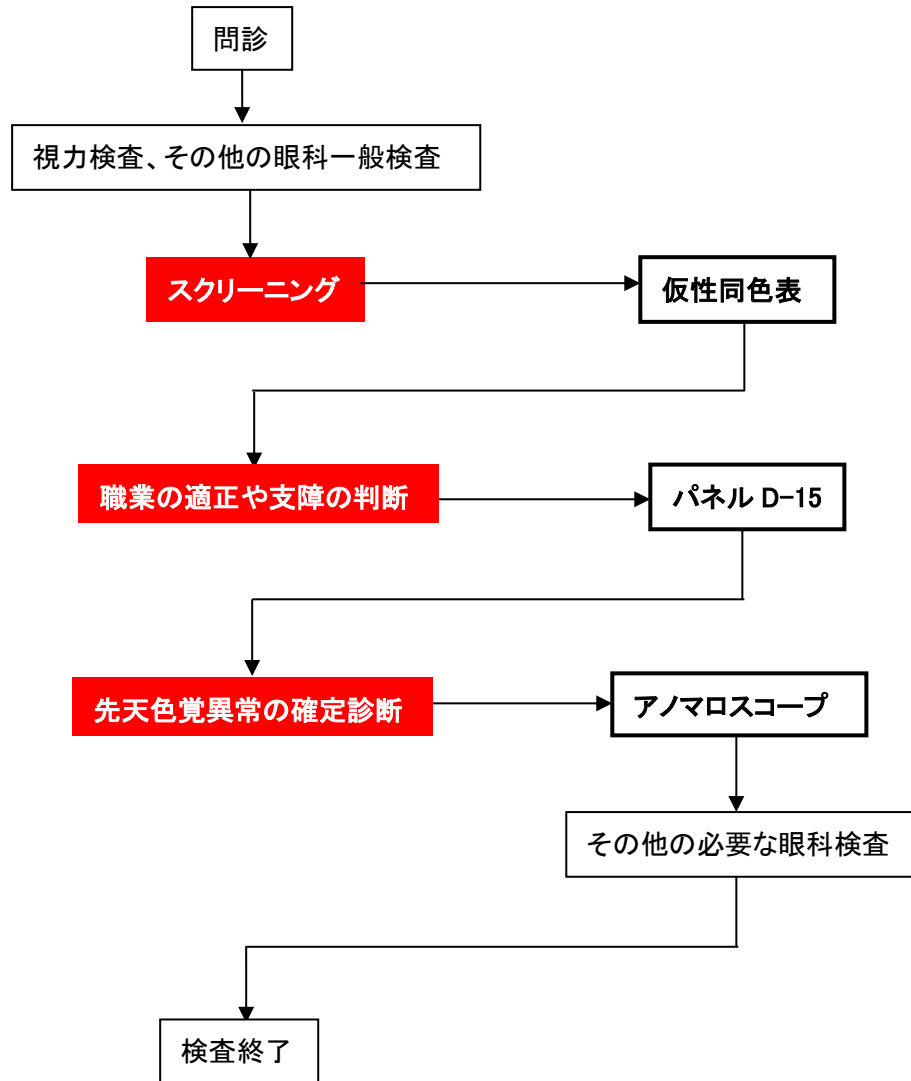 問診
視力検査、その他の眼科一般検査
スクリーニング
仮性同色表
職業の適正や支障の判断
パネル D-15
先天色覚異常の確定診断
アノマロスコープ
その他の必要な眼科検査
検査終了